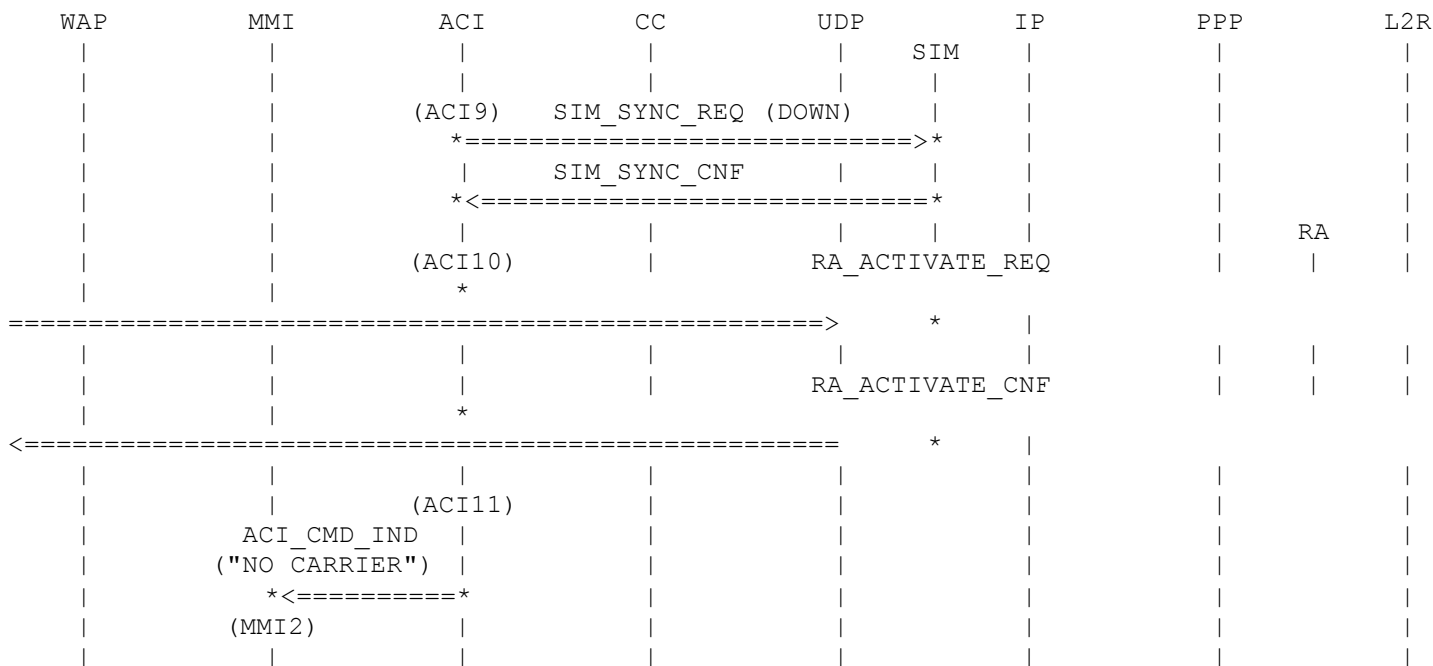 WAP MMI ACI CC UDP IP PPP L2R
| | | | | SIM | | |
| | | | | | | | |
| | (ACI9) SIM_SYNC_REQ (DOWN) | | | |
| | *============================>* | | |
| | | SIM_SYNC_CNF | | | | |
| | *<============================* | | |
| | | | | | | | RA |
| | (ACI10) | RA_ACTIVATE_REQ | | |
| | *
===================================================> * |
| | | | | | | | |
| | | | RA_ACTIVATE_CNF | | |
| | *
<=================================================== * |
| | | | | | | |
| | (ACI11) | | | | |
| ACI_CMD_IND | | | | | |
| ("NO CARRIER") | | | | | |
| *<==========* | | | | |
| (MMI2) | | | | | |
| | | | | | | |